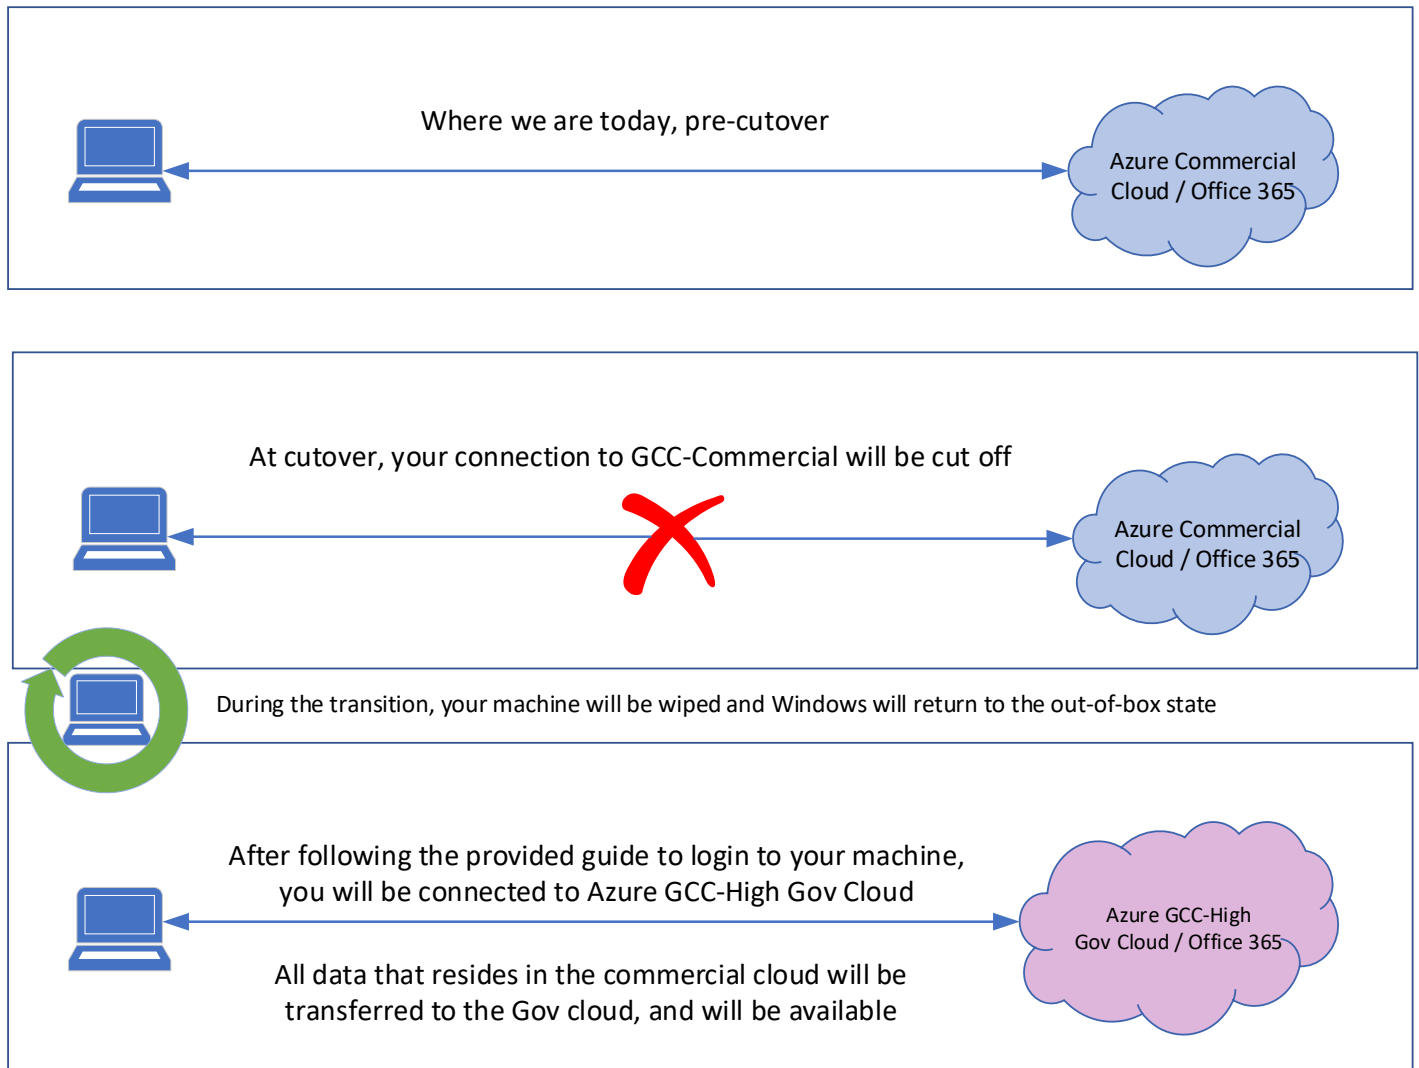 Where we are today, pre-cutover
Azure Commercial
Cloud / Office 365
At cutover, your connection to GCC-Commercial will be cut off
Azure Commercial
Cloud / Office 365
During the transition, your machine will be wiped and Windows will return to the out-of-box state
After following the provided guide to login to your machine,
you will be connected to Azure GCC-High Gov Cloud
Azure GCC-High
Gov Cloud / Office 365
All data that resides in the commercial cloud will be
transferred to the Gov cloud, and will be available